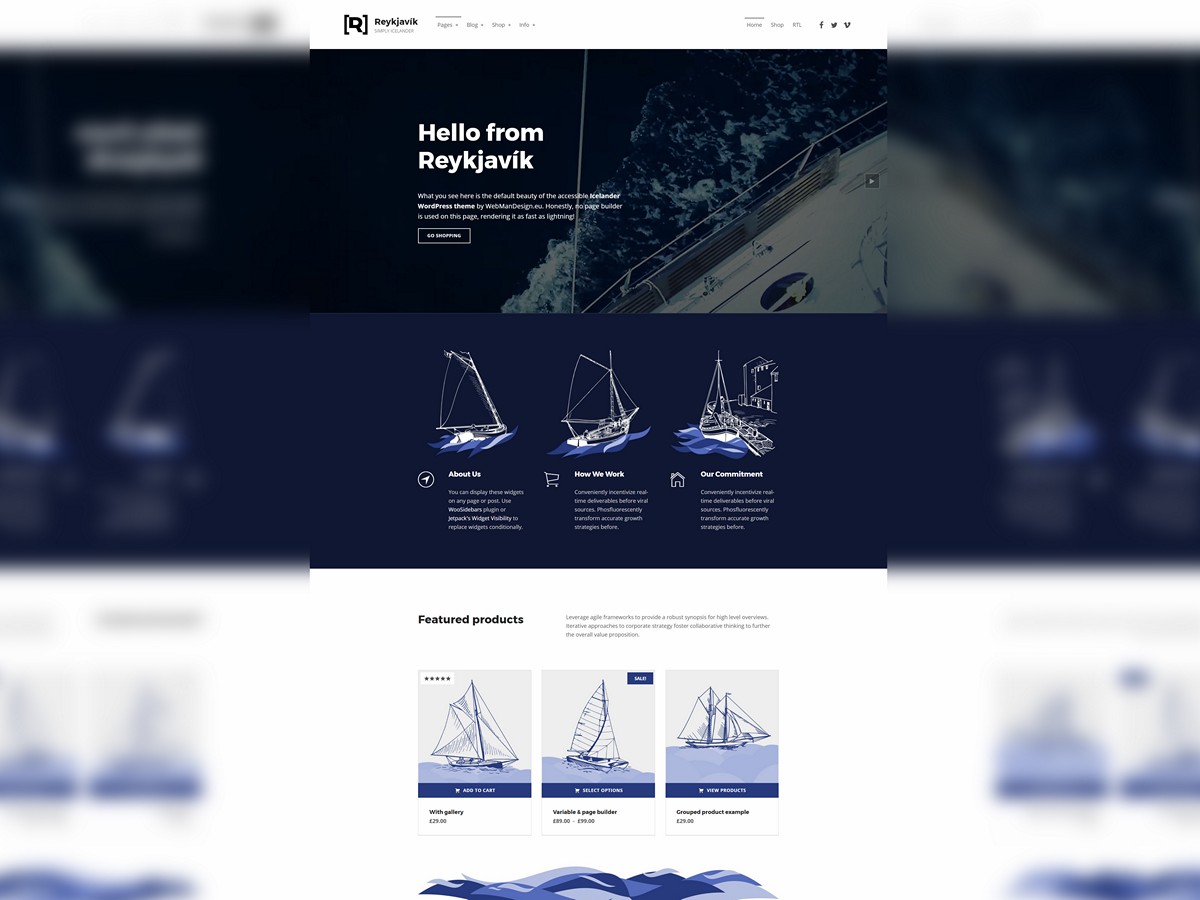 [R] Reykjavík
SIMPLY ICELANDER
Pages
Blog
Shop
Info
Home
Shop
RTL
Hello from
Reykjavík
What you see here is the default beauty of the accessible Icelander
WordPress theme by WebManDesign.eu. Honestly, no page builder
is used on this page, rendering it as fast as lightning!
GO SHOPPING
About Us
You can display these widgets
on any page or post. Use
WooSidebars plugin or
Jetpack's Widget Visibility to
replace widgets conditionally.
How We Work
Conveniently incentivize real-
time deliverables before viral
sources. Phosfluorescently
transform accurate growth
strategies before.
Our Commitment
Conveniently incentivize real-
time deliverables before viral
sources. Phosfluorescently
transform accurate growth
strategies before.
Featured products
Leverage agile frameworks to provide a robust synopsis for high level overviews.
Iterative approaches to corporate strategy foster collaborative thinking to further
the overall value proposition.
SALE!
ADD TO CART
SELECT OPTIONS
VIEW PRODUCTS
With gallery
£29.00
Variable & page builder
£89.00 – £99.00
Grouped product example
£29.00